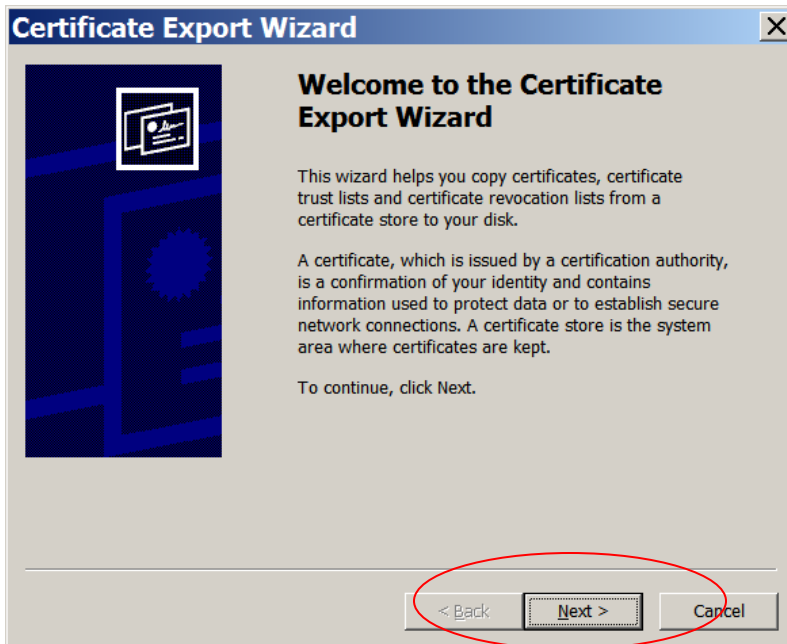 Certificate Export Wizard
Welcome to the Certificate
Export Wizard
This wizard helps you copy certificates, certificate
trust lists and certificate revocation lists from a
certificate store to your disk.
A certificate, which is issued by a certification authority,
is a confirmation of your identity and contains
information used to protect data or to establish secure
network connections. A certificate store is the system
area where certificates are kept.
To continue, click Next.
< Back Next > Cancel